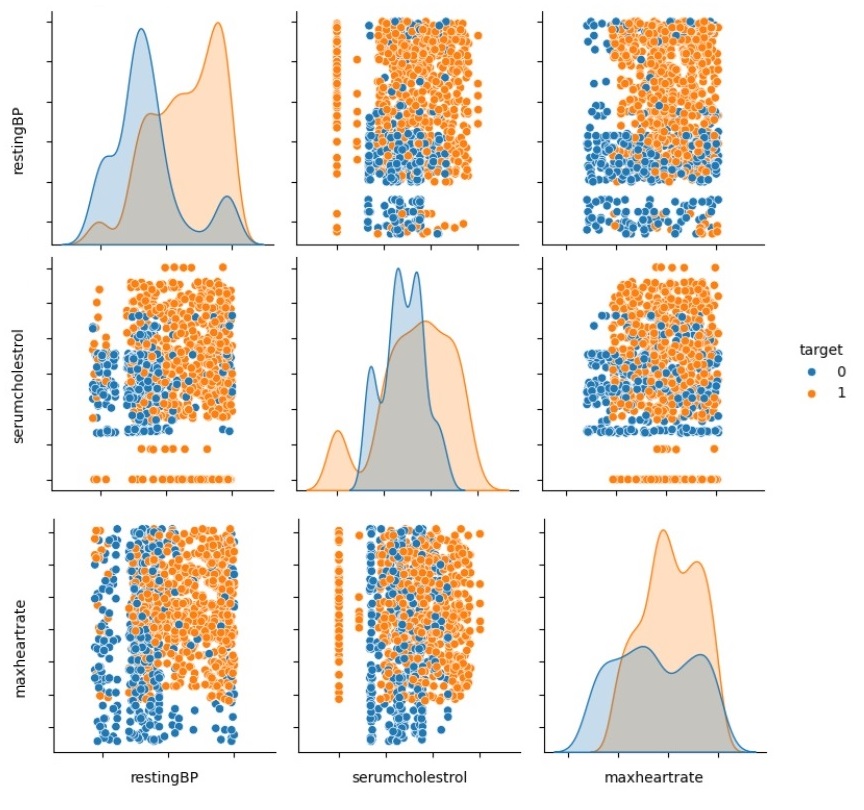 restingBP
serumcholestrol
maxheartrate
restingBP
serumcholestrol
maxheartrate
target
0
1